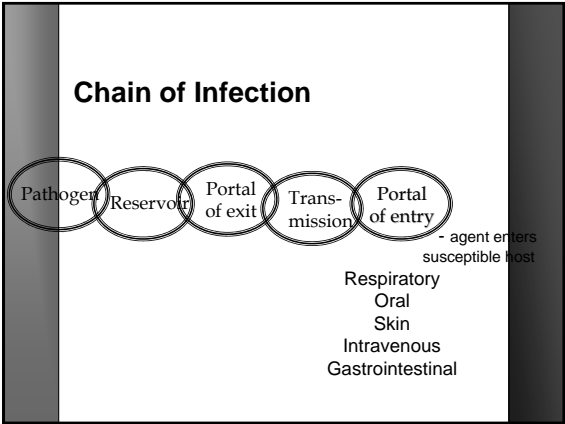 Chain of Infection
Pathogen
Reservoir
Portal
of exit
Trans-
mission
Portal
of entry
- agent enters
susceptible host
Respiratory
Oral
Skin
Intravenous
Gastrointestinal